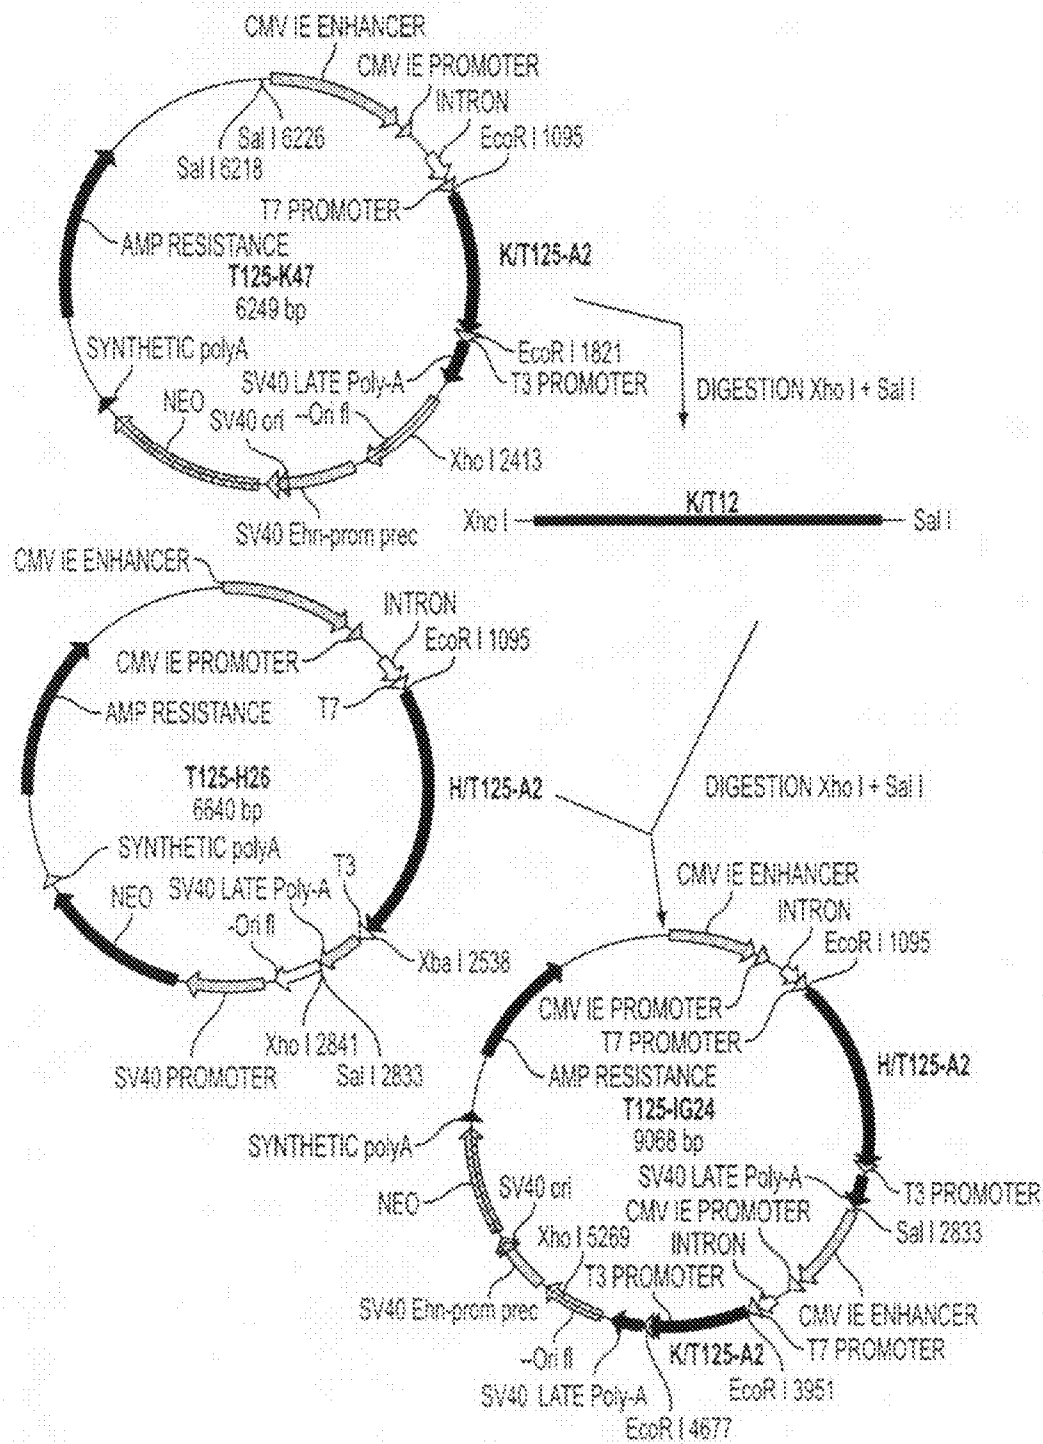 CMV IE ENHANCER
CMV IE PROMOTER
INTRON
EcoR I 1095
Sal I 6226
Sal I 6218
T7 PROMOTER
AMP RESISTANCE
K/T125-A2
T125-K47
6249 bp
SYNTHETIC polyA
EcoR I 1821
SV40 LATE Poly-A
T3 PROMOTER
DIGESTION Xho I + Sal I
NEO
SV40 ori
~Ori fl
Xho I 2413
SV40 Ehn-prom prec
K/T12
Xho I
Sal I
CMV IE ENHANCER
INTRON
EcoR I 1095
CMV IE PROMOTER
T7
AMP RESISTANCE
T125-H26
6640 bp
H/T125-A2
DIGESTION Xho I + Sal I
SYNTHETIC polyA
T3
SV40 LATE Poly-A
NEO
-Ori fl
Xba I 2538
Xho I 2841
SV40 PROMOTER
Sal I 2833
CMV IE ENHANCER
INTRON
EcoR I 1095
CMV IE PROMOTER
T7 PROMOTER
H/T125-A2
AMP RESISTANCE
T125-IG24
9068 bp
SYNTHETIC polyA
SV40 LATE Poly-A
T3 PROMOTER
NEO
SV40 ori
CMV IE PROMOTER
Sal I 2833
Xho I 5269
INTRON
T3 PROMOTER
SV40 Ehn-prom prec
CMV IE ENHANCER
~Ori fl
K/T125-A2
T7 PROMOTER
SV40 LATE Poly-A
EcoR I 3951
EcoR I 4677